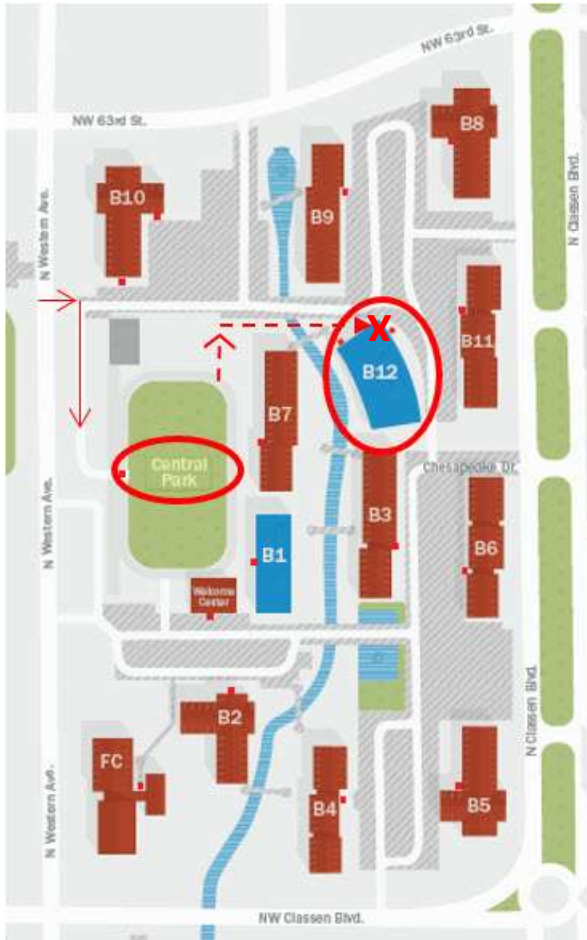 NW 63rd St.
NW 63rd St.
B8
B10
B9
N Western Ave.
N Classen Blvd.
X
B11
B12
B7
Central
Park
Chesapeake Dr.
B3
N Western Ave.
B1
B6
Welcome
Center
N Classen Blvd.
B2
FC
B4
B5
N Western Ave.
NW Classen Blvd.